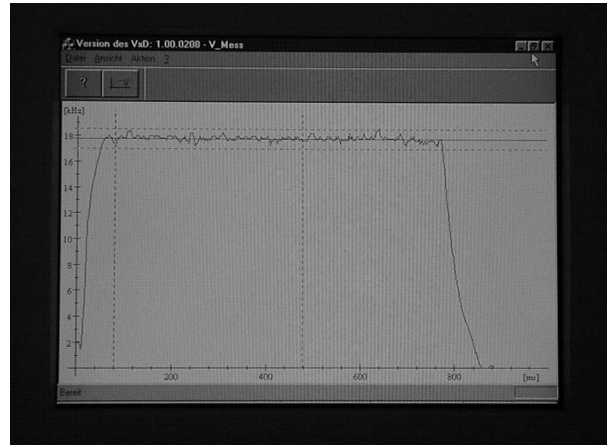 Version des VxD: 1.00.0208 - V_Mess
Datei Ansicht Aktion ?
?
[kHz]
18
16
14
12
10
8
6
4
2
200 400 600 800 [ms]
Bereit